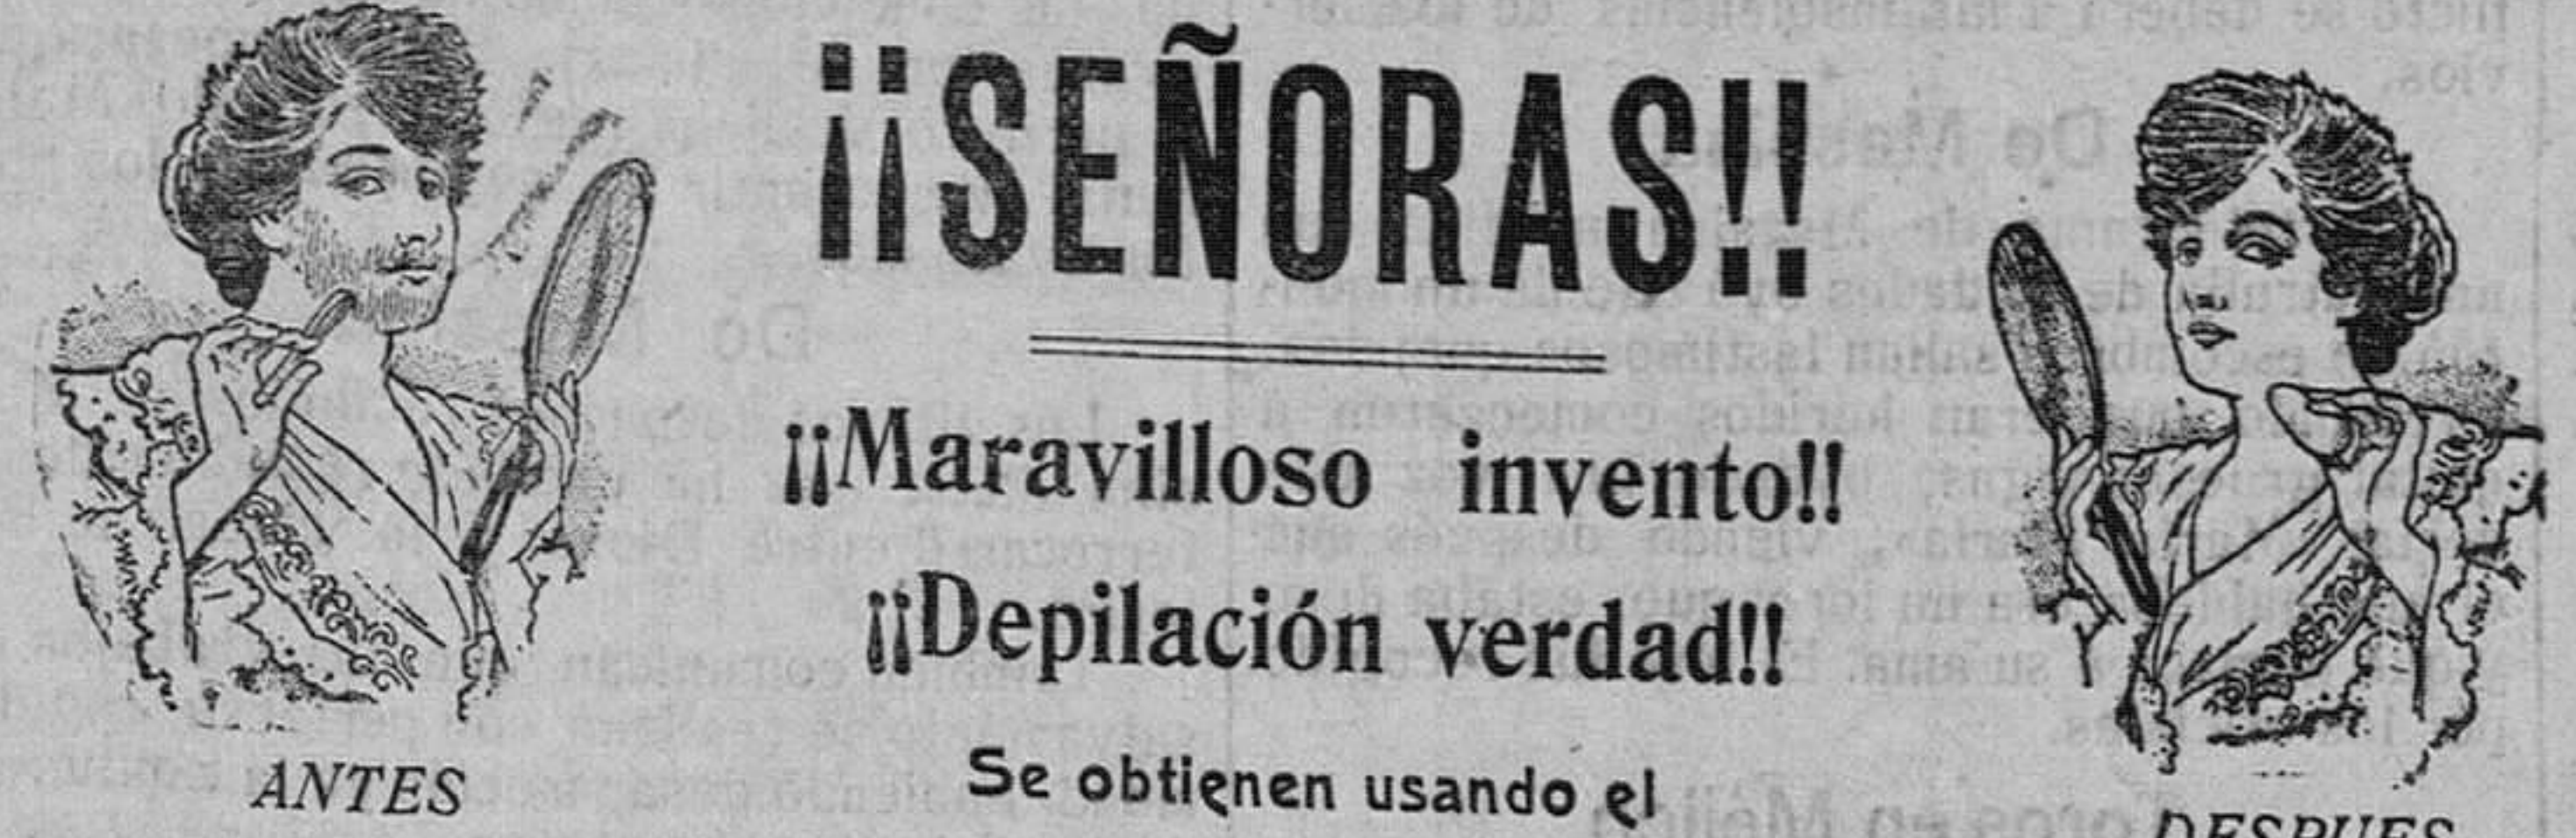 ¡¡SEÑORAS!!
¡¡Maravilloso invento!!
¡¡Depilación verdad!!
Se obtienen usando el
ANTES
DESPUES